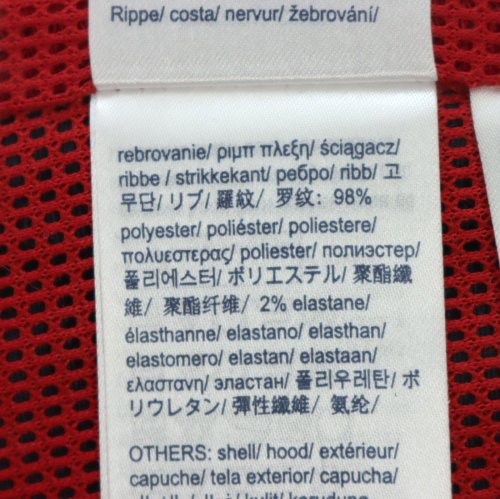 Rippe/ costa/ nervur/ žebrování/
rebrovanie/ ριμπ πλεξη/ ściągacz/
ribbe / strikkekant/ ребро/ ribb/ 고
무단/ リブ/ 羅紋/ 罗纹: 98%
polyester/ poliéster/ poliestere/
πολυεστερας/ poliester/ полиэстер/
폴리에스터/ ポリエステル/ 聚酯纖
維/ 聚酯纤维/ 2% elastane/
élasthanne/ elastano/ elasthan/
elastomero/ elastan/ elastaan/
ελαστανη/ эластан/ 폴리우레탄/ ポ
リウレタン/ 彈性纖維/ 氨纶/
OTHERS: shell/ hood/ extérieur/
capuche/ tela exterior/ capucha/